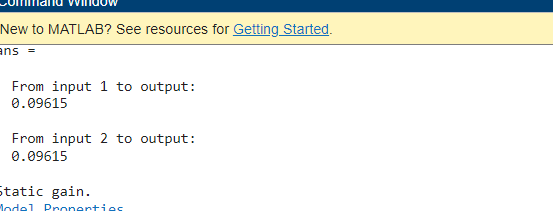 Command Window
New to MATLAB? See resources for Getting Started.
ans =
From input 1 to output:
0.09615
From input 2 to output:
0.09615
Static gain.
Model Properties